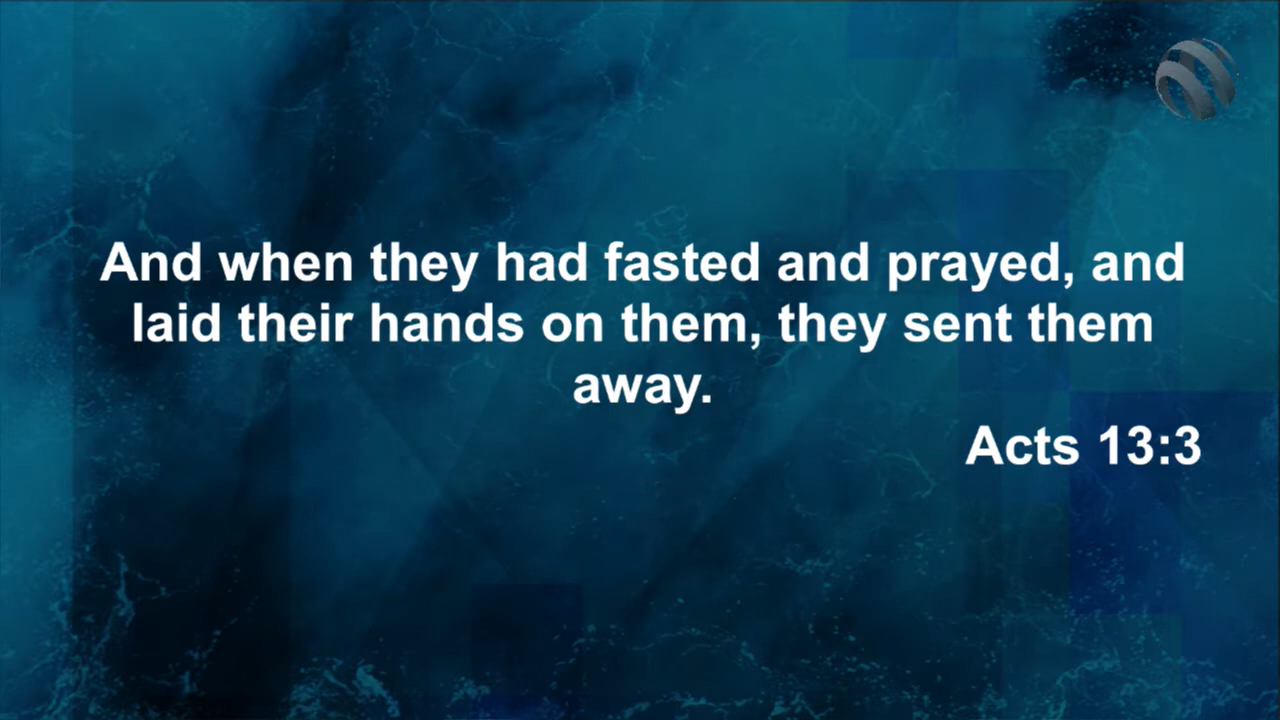 And when they had fasted and prayed, and
laid their hands on them, they sent them
away.
Acts 13:3